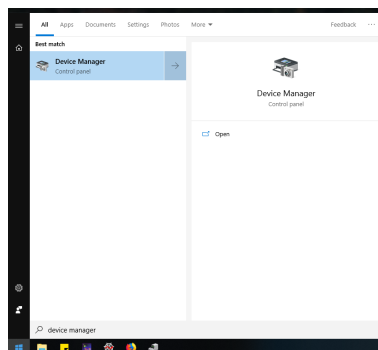 All Apps Documents Settings Photos More Feedback ...
Best match
Device Manager
Control panel
Device Manager
Control panel
Open
device manager